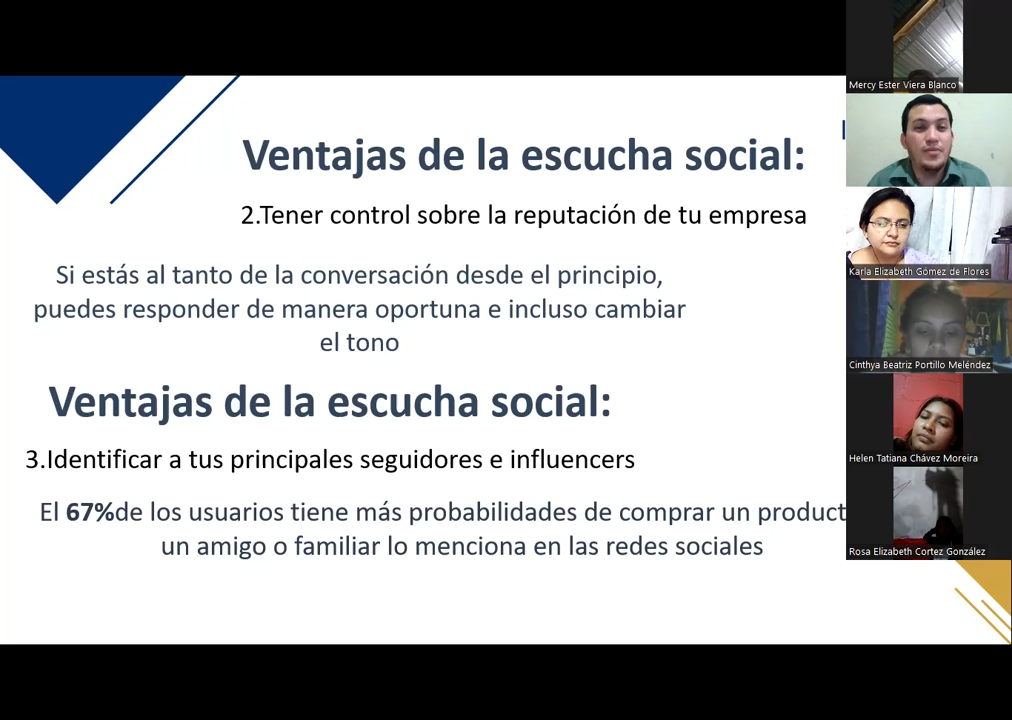 Ventajas de la escucha social:
2.Tener control sobre la reputación de tu empresa
Si estás al tanto de la conversación desde el principio,
puedes responder de manera oportuna e incluso cambiar
el tono
Ventajas de la escucha social:
3.Identificar a tus principales seguidores e influencers
El 67%de los usuarios tiene más probabilidades de comprar un product
un amigo o familiar lo menciona en las redes sociales
Mercy Ester Viera Blanco
Karla Elizabeth Gómez de Flores
Cinthya Beatriz Portillo Meléndez
Helen Tatiana Chávez Moreira
Rosa Elizabeth Cortez González